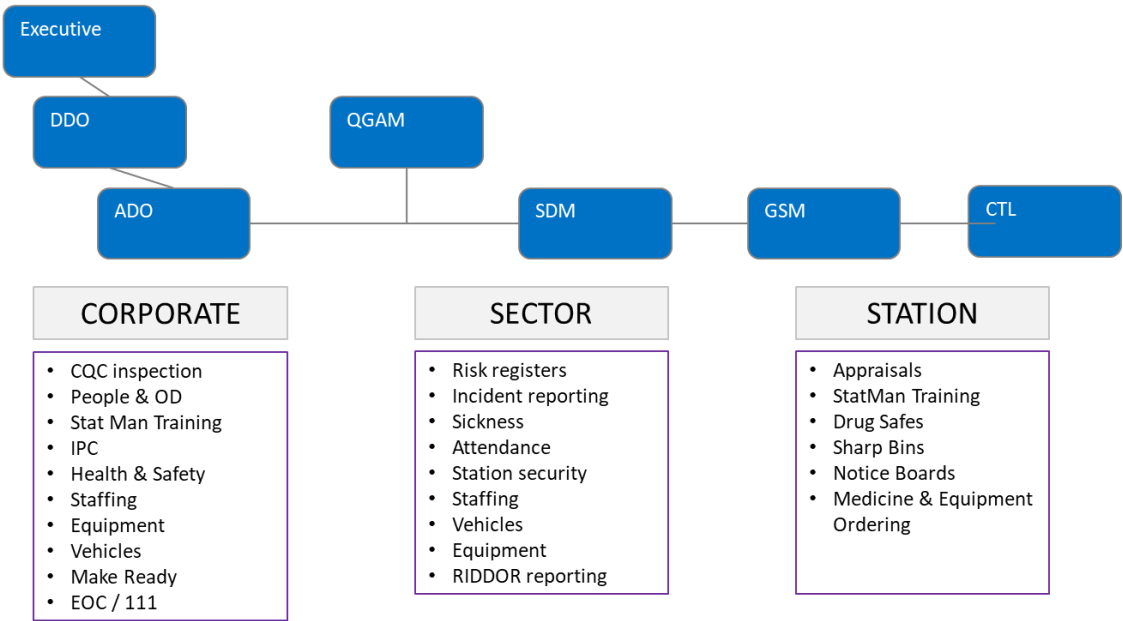 Executive
DDO
QGAM
ADO
SDM
GSM
CTL
CORPORATE
• CQC inspection
• People & OD
• Stat Man Training
• IPC
• Health & Safety
• Staffing
• Equipment
• Vehicles
• Make Ready
• EOC / 111
SECTOR
• Risk registers
• Incident reporting
• Sickness
• Attendance
• Station security
• Staffing
• Vehicles
• Equipment
• RIDDOR reporting
STATION
• Appraisals
• StatMan Training
• Drug Safes
• Sharp Bins
• Notice Boards
• Medicine & Equipment
Ordering